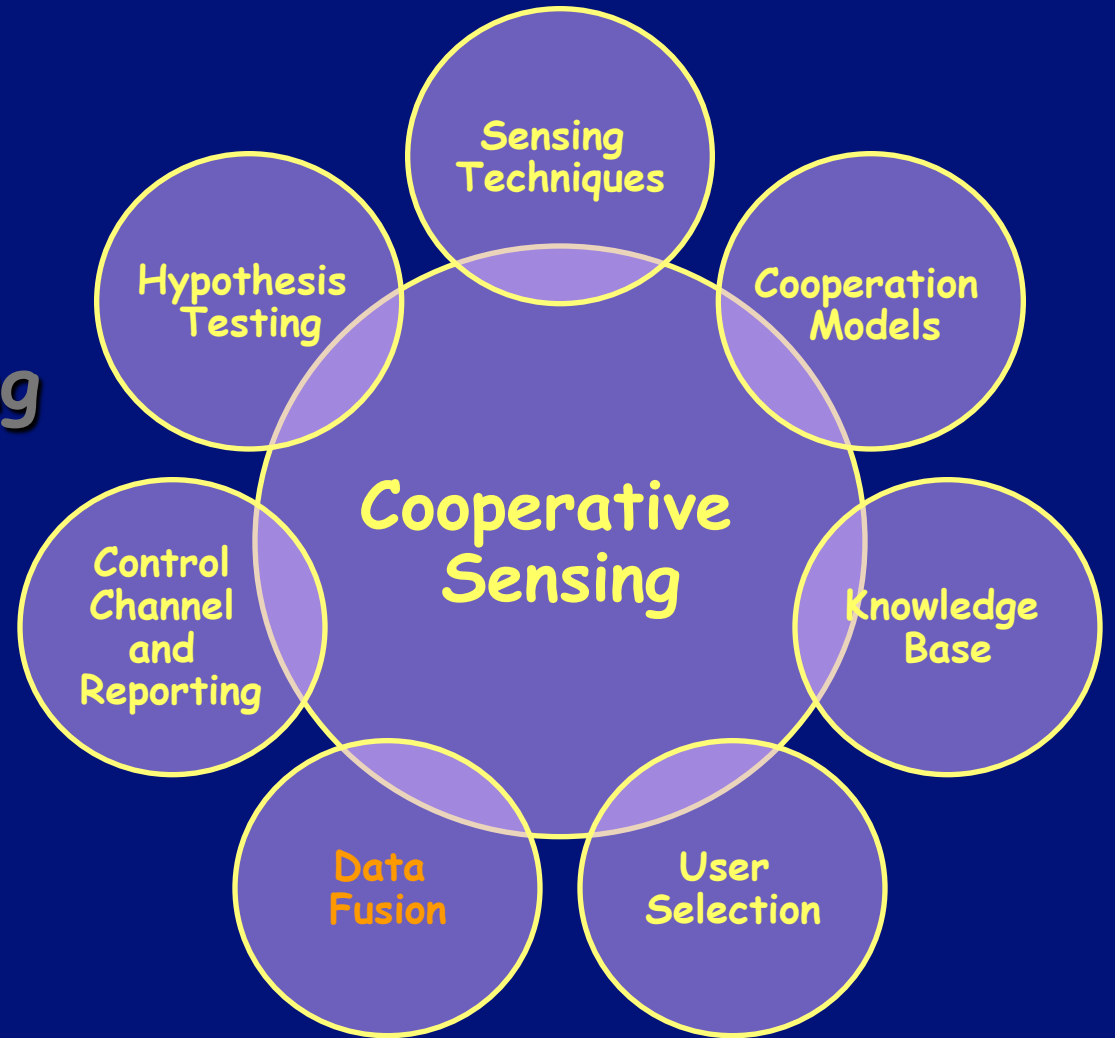 Sensing
Techniques
Hypothesis
Testing
Cooperation
Models
g
Cooperative
Sensing
Control
Channel
and
Reporting
Knowledge
Base
Data
Fusion
User
Selection